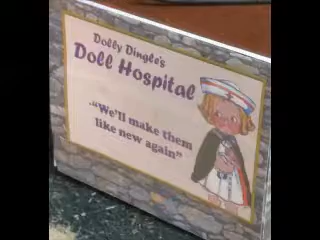 Dolly Dingle's
Doll Hospital
"We'll make them
like new again"